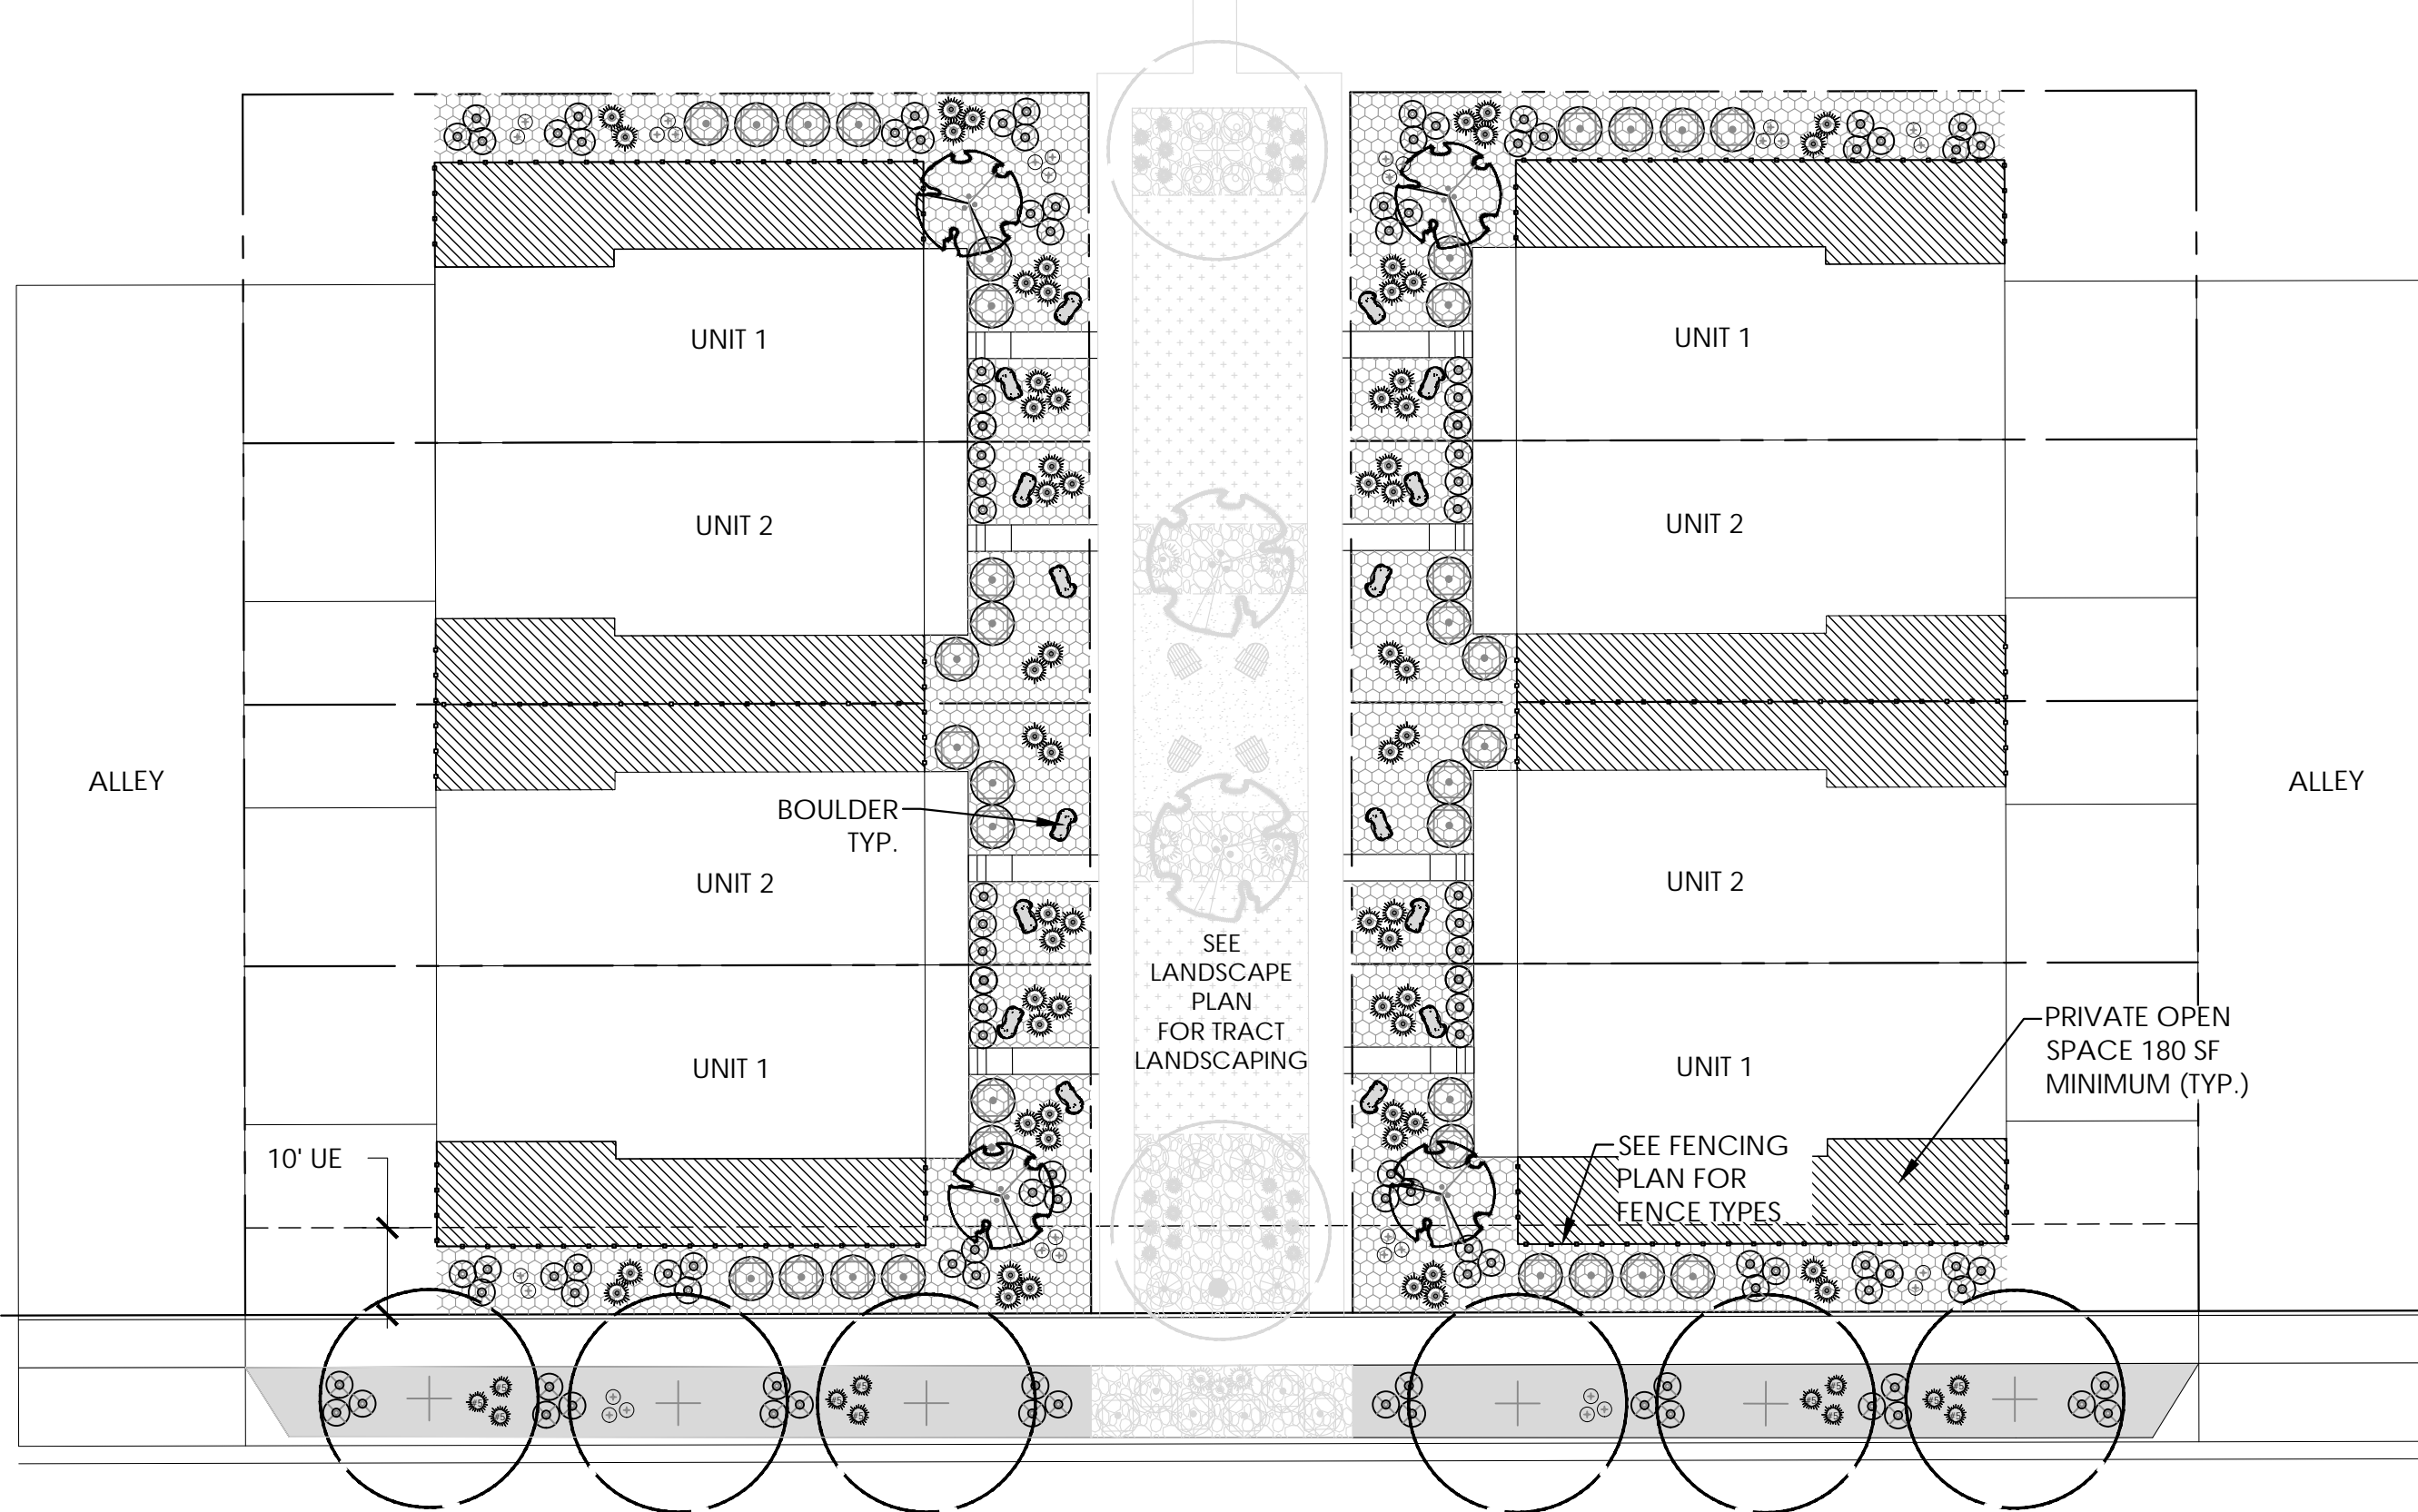 UNIT 1
UNIT 1
UNIT 2
UNIT 2
ALLEY
BOULDER
TYP.
ALLEY
UNIT 2
UNIT 2
SEE
LANDSCAPE
PLAN
FOR TRACT
LANDSCAPING
UNIT 1
UNIT 1
PRIVATE OPEN
SPACE 180 SF
MINIMUM (TYP.)
10' UE
SEE FENCING
PLAN FOR
FENCE TYPES